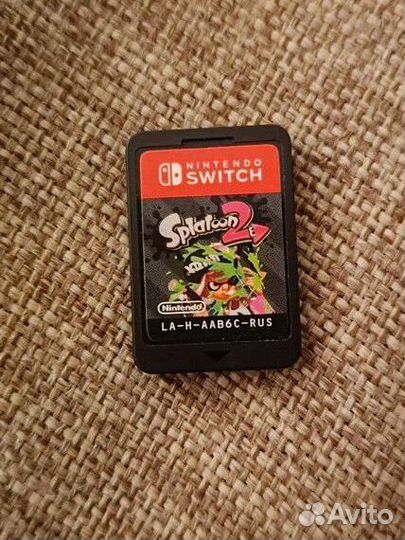 NINTENDO
SWITCH
Splatoon 2
Nintendo
LA-H-AAB6C-RUS
Avito